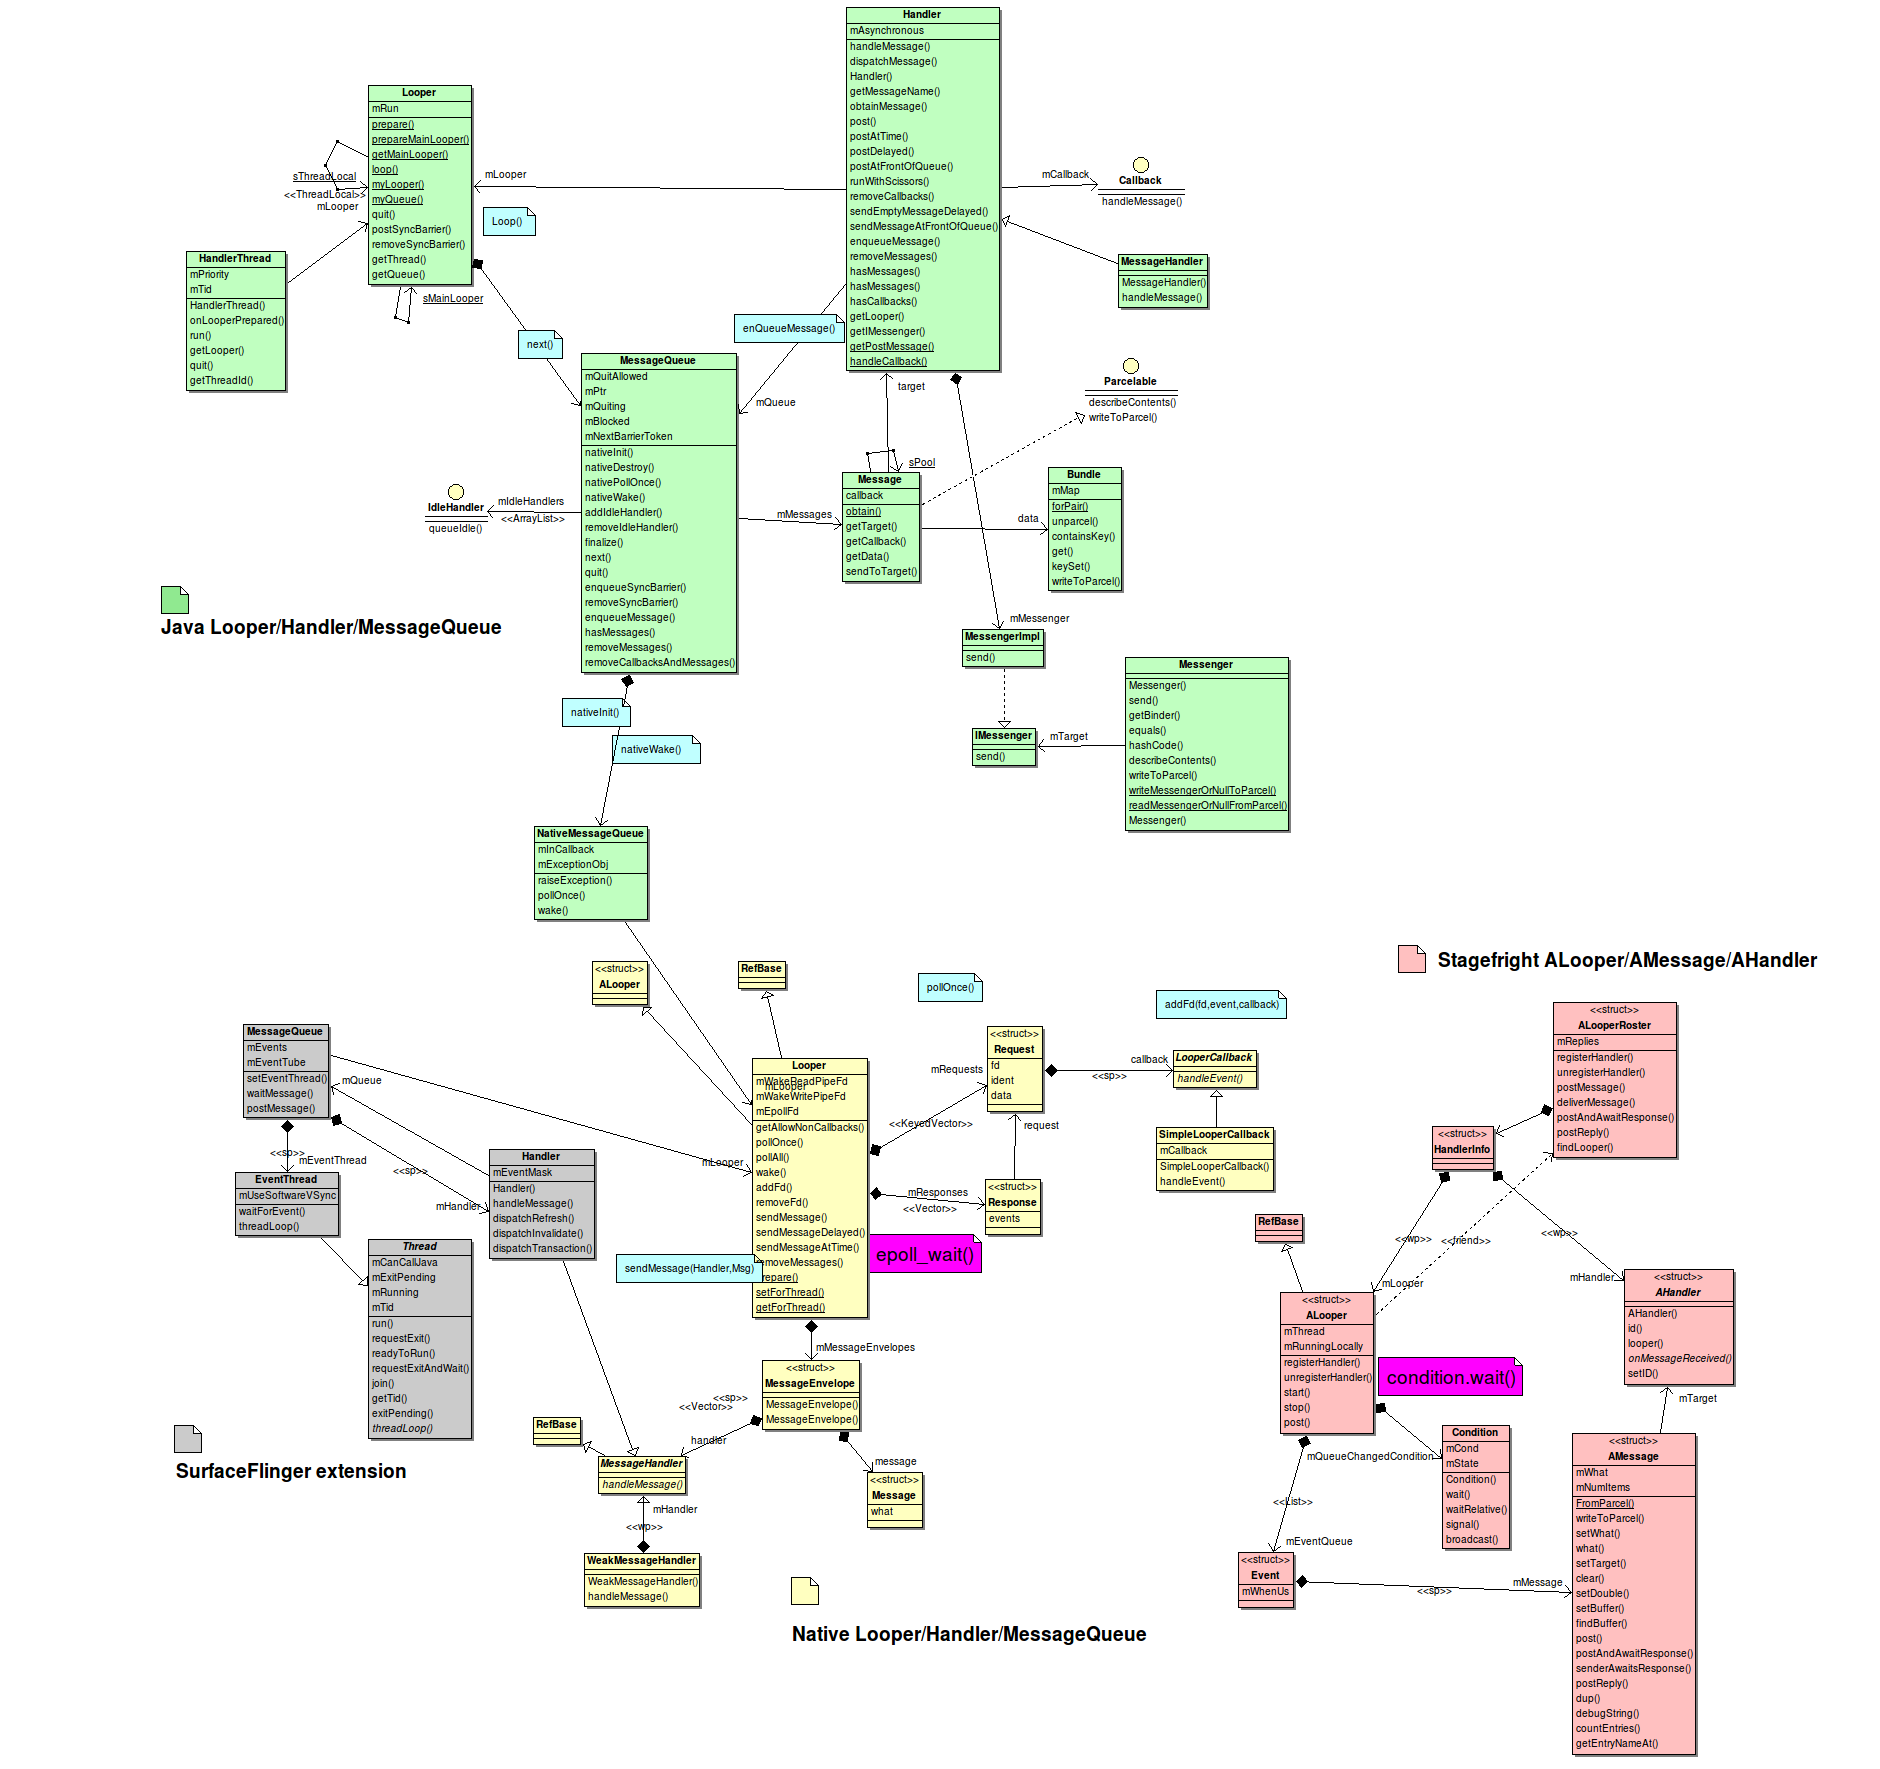 Handler
mAsynchronous
handleMessage()
dispatchMessage()
Handler()
getMessageName()
obtainMessage()
post()
postAtTime()
postDelayed()
postAtFrontOfQueue()
runWithScissors()
removeCallbacks()
sendEmptyMessageDelayed()
sendMessageAtFrontOfQueue()
enqueueMessage()
removeMessages()
hasMessages()
hasMessages()
hasCallbacks()
getLooper()
getIMessenger()
getPostMessage()
handleCallback()
Looper
mRun
prepare()
prepareMainLooper()
getMainLooper()
loop()
myLooper()
myQueue()
quit()
postSyncBarrier()
removeSyncBarrier()
getThread()
getQueue()
sThreadLocal
<<ThreadLocal>>
mLooper
mLooper
Loop()
sMainLooper
HandlerThread
mPriority
mTid
HandlerThread()
onLooperPrepared()
run()
getLooper()
quit()
getThreadId()
mCallback
Callback
handleMessage()
MessageHandler
MessageHandler()
handleMessage()
next()
enQueueMessage()
mQueue
target
Parcelable
describeContents()
writeToParcel()
MessageQueue
mQuitAllowed
mPtr
mQuiting
mBlocked
mNextBarrierToken
nativeInit()
nativeDestroy()
nativePollOnce()
nativeWake()
addIdleHandler()
removeIdleHandler()
finalize()
next()
quit()
enqueueSyncBarrier()
removeSyncBarrier()
enqueueMessage()
hasMessages()
removeMessages()
removeCallbacksAndMessages()
IdleHandler
queueIdle()
mIdleHandlers
<<ArrayList>>
mMessages
sPool
Message
callback
obtain()
getTarget()
getCallback()
getData()
sendToTarget()
data
Bundle
mMap
forPair()
unparcel()
containsKey()
get()
keySet()
writeToParcel()
Java Looper/Handler/MessageQueue
mMessenger
MessengerImpl
send()
IMessenger
send()
mTarget
Messenger
Messenger()
send()
getBinder()
equals()
hashCode()
describeContents()
writeToParcel()
writeMessengerOrNullToParcel()
readMessengerOrNullFromParcel()
Messenger()
nativeInit()
nativeWake()
NativeMessageQueue
mInCallback
mExceptionObj
raiseException()
pollOnce()
wake()
<<struct>>
ALooper
RefBase
pollOnce()
addFd(fd,event,callback)
Stagefright ALooper/AMessage/AHandler
MessageQueue
mEvents
mEventTube
setEventThread()
waitMessage()
postMessage()
mQueue
<<sp>>
mEventThread
<<sp>>
mHandler
mLooper
EventThread
mUseSoftwareVSync
waitForEvent()
threadLoop()
Handler
mEventMask
Handler()
handleMessage()
dispatchRefresh()
dispatchInvalidate()
dispatchTransaction()
Thread
mCanCallJava
mExitPending
mRunning
mTid
run()
requestExit()
readyToRun()
requestExitAndWait()
join()
getTid()
exitPending()
threadLoop()
SurfaceFlinger extension
Looper
mWakeReadPipeFd
mLooper
mWakeWritePipeFd
mEpollFd
getAllowNonCallbacks()
pollOnce()
pollAll()
wake()
addFd()
removeFd()
sendMessage()
sendMessageDelayed()
sendMessageAtTime()
removeMessages()
prepare()
setForThread()
getForThread()
sendMessage(Handler,Msg)
epoll_wait()
mRequests
<<KeyedVector>>
mResponses
<<Vector>>
<<struct>>
Request
fd
ident
data
request
<<struct>>
Response
events
callback
<<sp>>
LooperCallback
handleEvent()
SimpleLooperCallback
mCallback
SimpleLooperCallback()
handleEvent()
mMessageEnvelopes
<<struct>>
MessageEnvelope
MessageEnvelope()
MessageEnvelope()
<<sp>>
<<Vector>>
handler
message
<<struct>>
Message
what
RefBase
MessageHandler
handleMessage()
mHandler
<<wp>>
WeakMessageHandler
WeakMessageHandler()
handleMessage()
Native Looper/Handler/MessageQueue
<<struct>>
ALooperRoster
mReplies
registerHandler()
unregisterHandler()
postMessage()
deliverMessage()
postAndAwaitResponse()
postReply()
findLooper()
<<struct>>
HandlerInfo
<<wp>>
<<friend>>
<<wp>>
mLooper
mHandler
RefBase
<<struct>>
ALooper
mThread
mRunningLocally
registerHandler()
unregisterHandler()
start()
stop()
post()
condition.wait()
<<struct>>
AHandler
AHandler()
id()
looper()
onMessageReceived()
setID()
mTarget
mQueueChangedCondition
Condition
mCond
mState
Condition()
wait()
waitRelative()
signal()
broadcast()
<<List>>
mEventQueue
<<struct>>
Event
mWhenUs
mMessage
<<sp>>
<<struct>>
AMessage
mWhat
mNumItems
FromParcel()
writeToParcel()
setWhat()
what()
setTarget()
clear()
setDouble()
setBuffer()
findBuffer()
post()
postAndAwaitResponse()
senderAwaitsResponse()
postReply()
dup()
debugString()
countEntries()
getEntryNameAt()